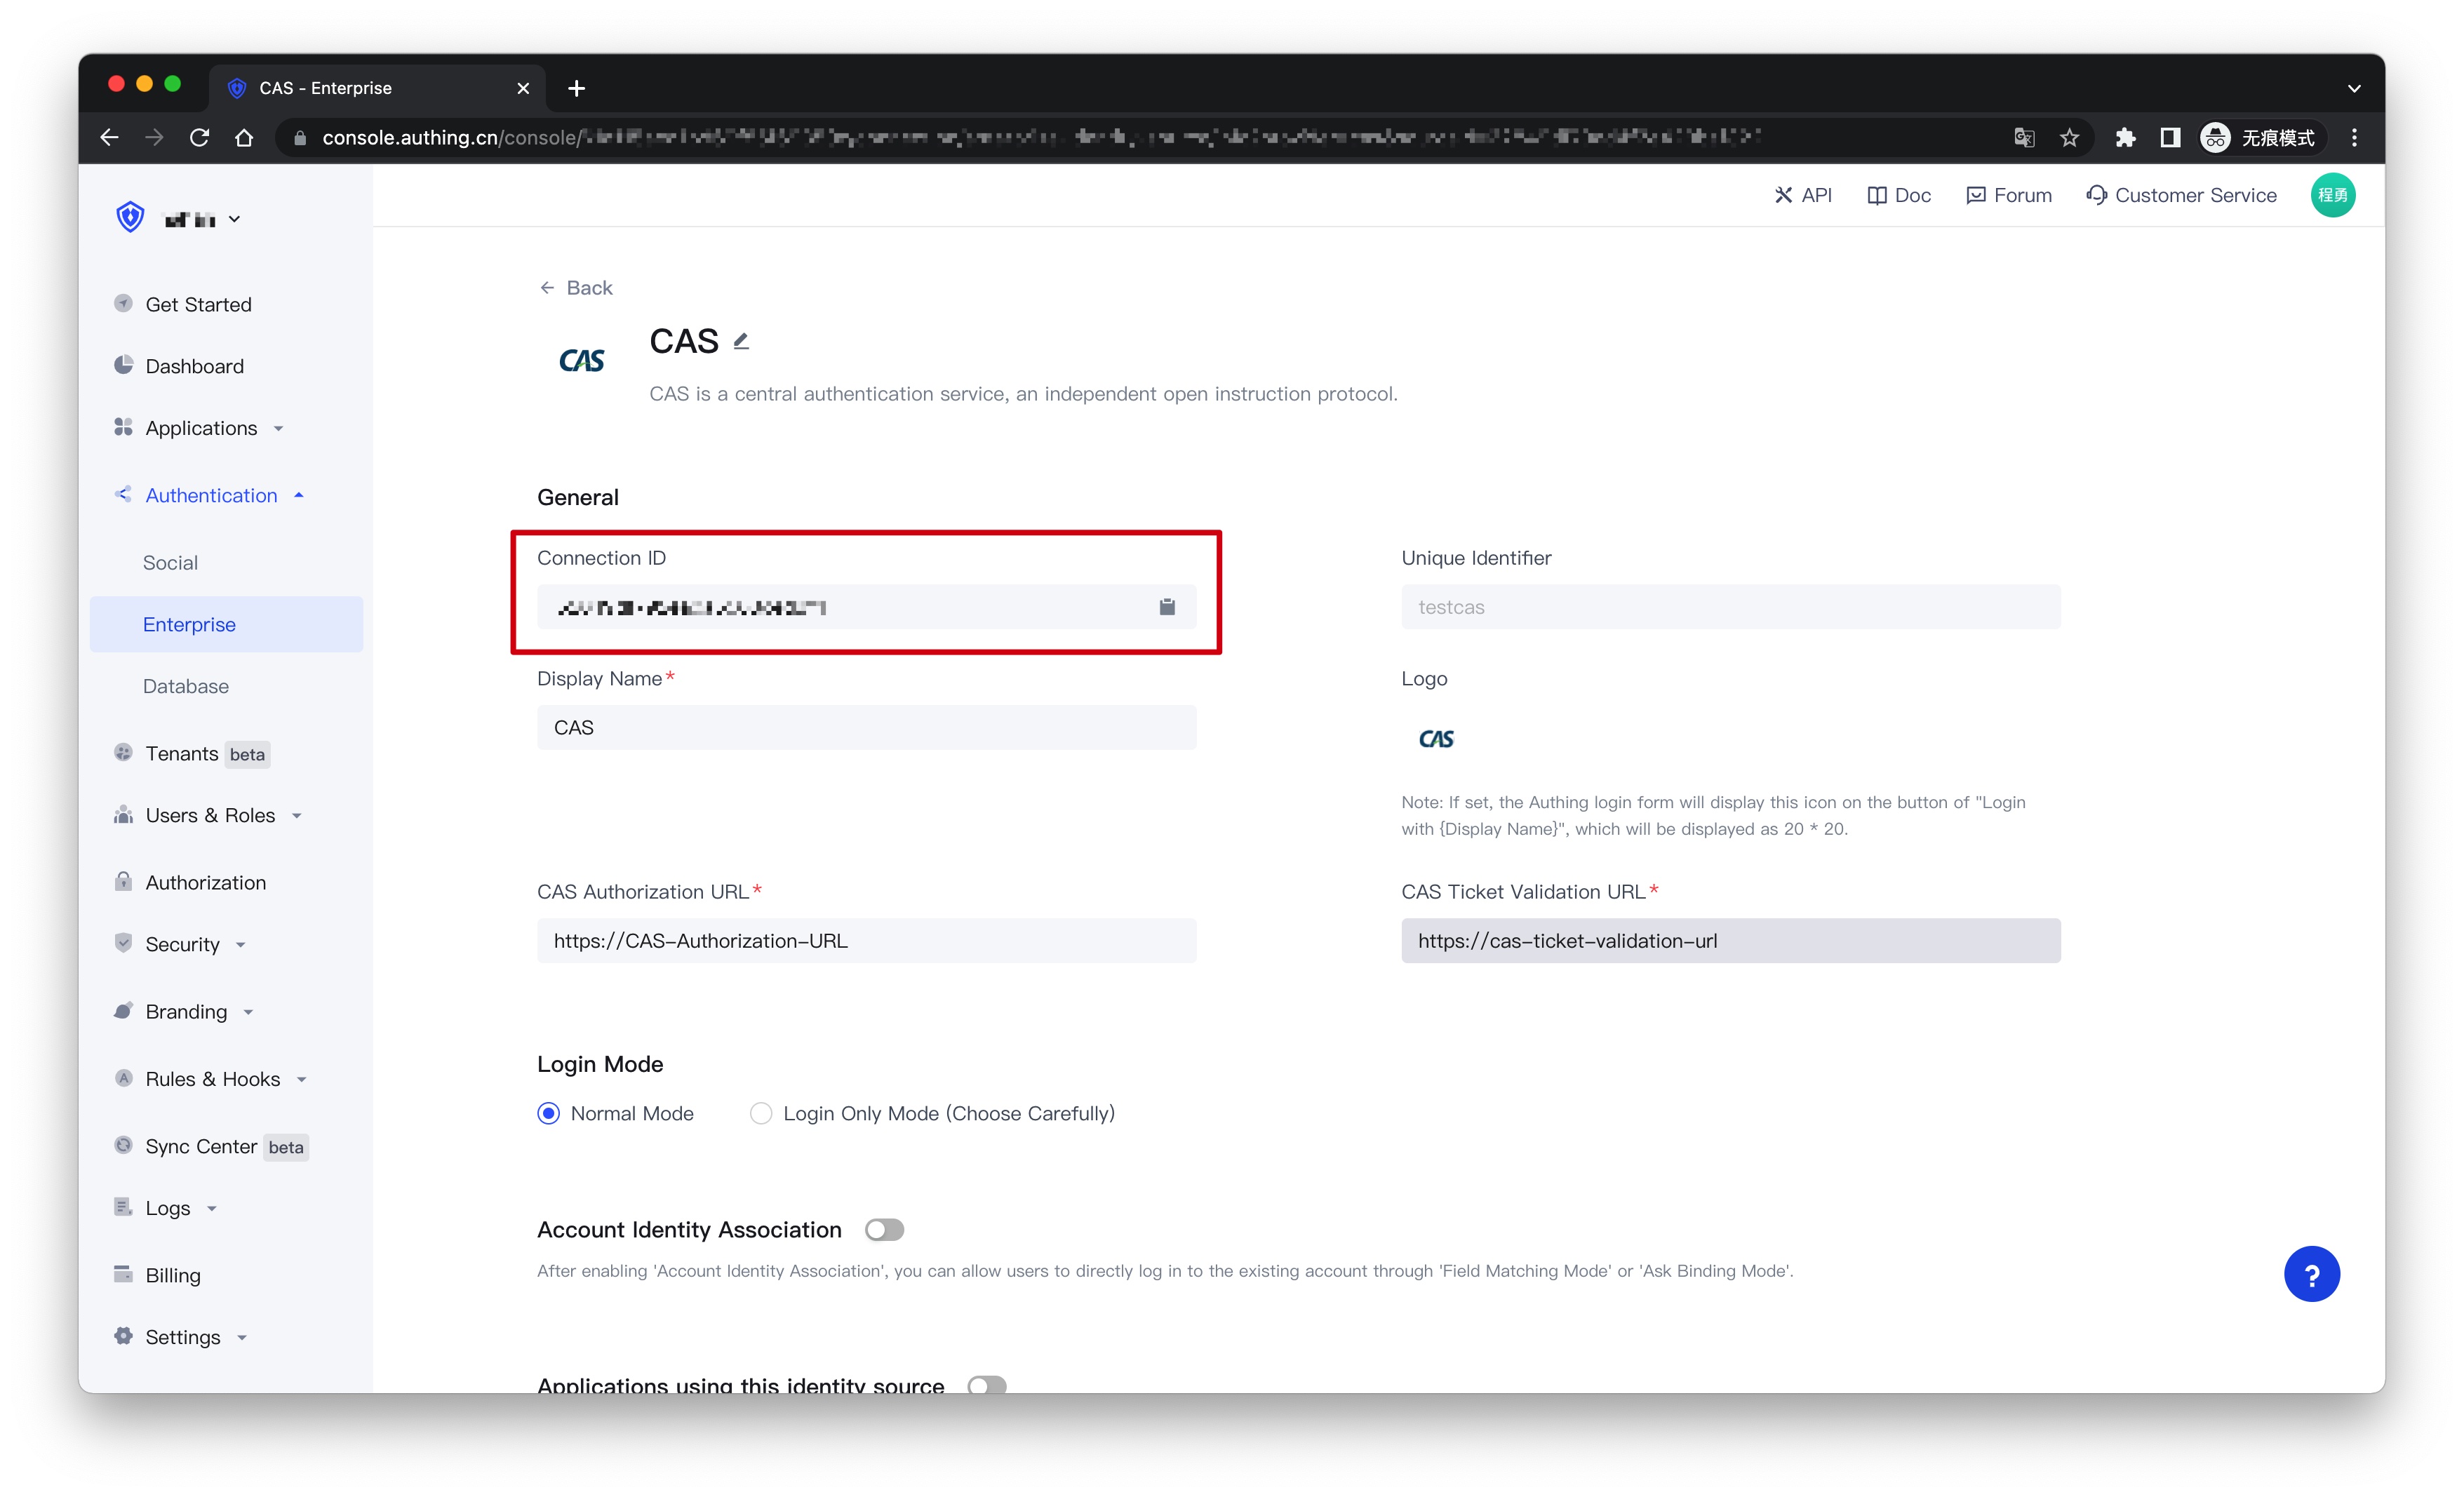 CAS - Enterprise
console.authing.cn/console/
无痕模式
API
Doc
Forum
Customer Service
程勇
Get Started
Dashboard
Applications
Authentication
Social
Enterprise
Database
Tenants beta
Users & Roles
Authorization
Security
Branding
Rules & Hooks
Sync Center beta
Logs
Billing
Settings
Back
CAS
CAS
CAS is a central authentication service, an independent open instruction protocol.
General
Connection ID
Unique Identifier
testcas
Display Name*
CAS
Logo
CAS
Note: If set, the Authing login form will display this icon on the button of "Login
with {Display Name}", which will be displayed as 20 * 20.
CAS Authorization URL*
https://CAS-Authorization-URL
CAS Ticket Validation URL*
https://cas-ticket-validation-url
Login Mode
Normal Mode
Login Only Mode (Choose Carefully)
Account Identity Association
After enabling 'Account Identity Association', you can allow users to directly log in to the existing account through 'Field Matching Mode' or 'Ask Binding Mode'.
?
Applications using this identity source